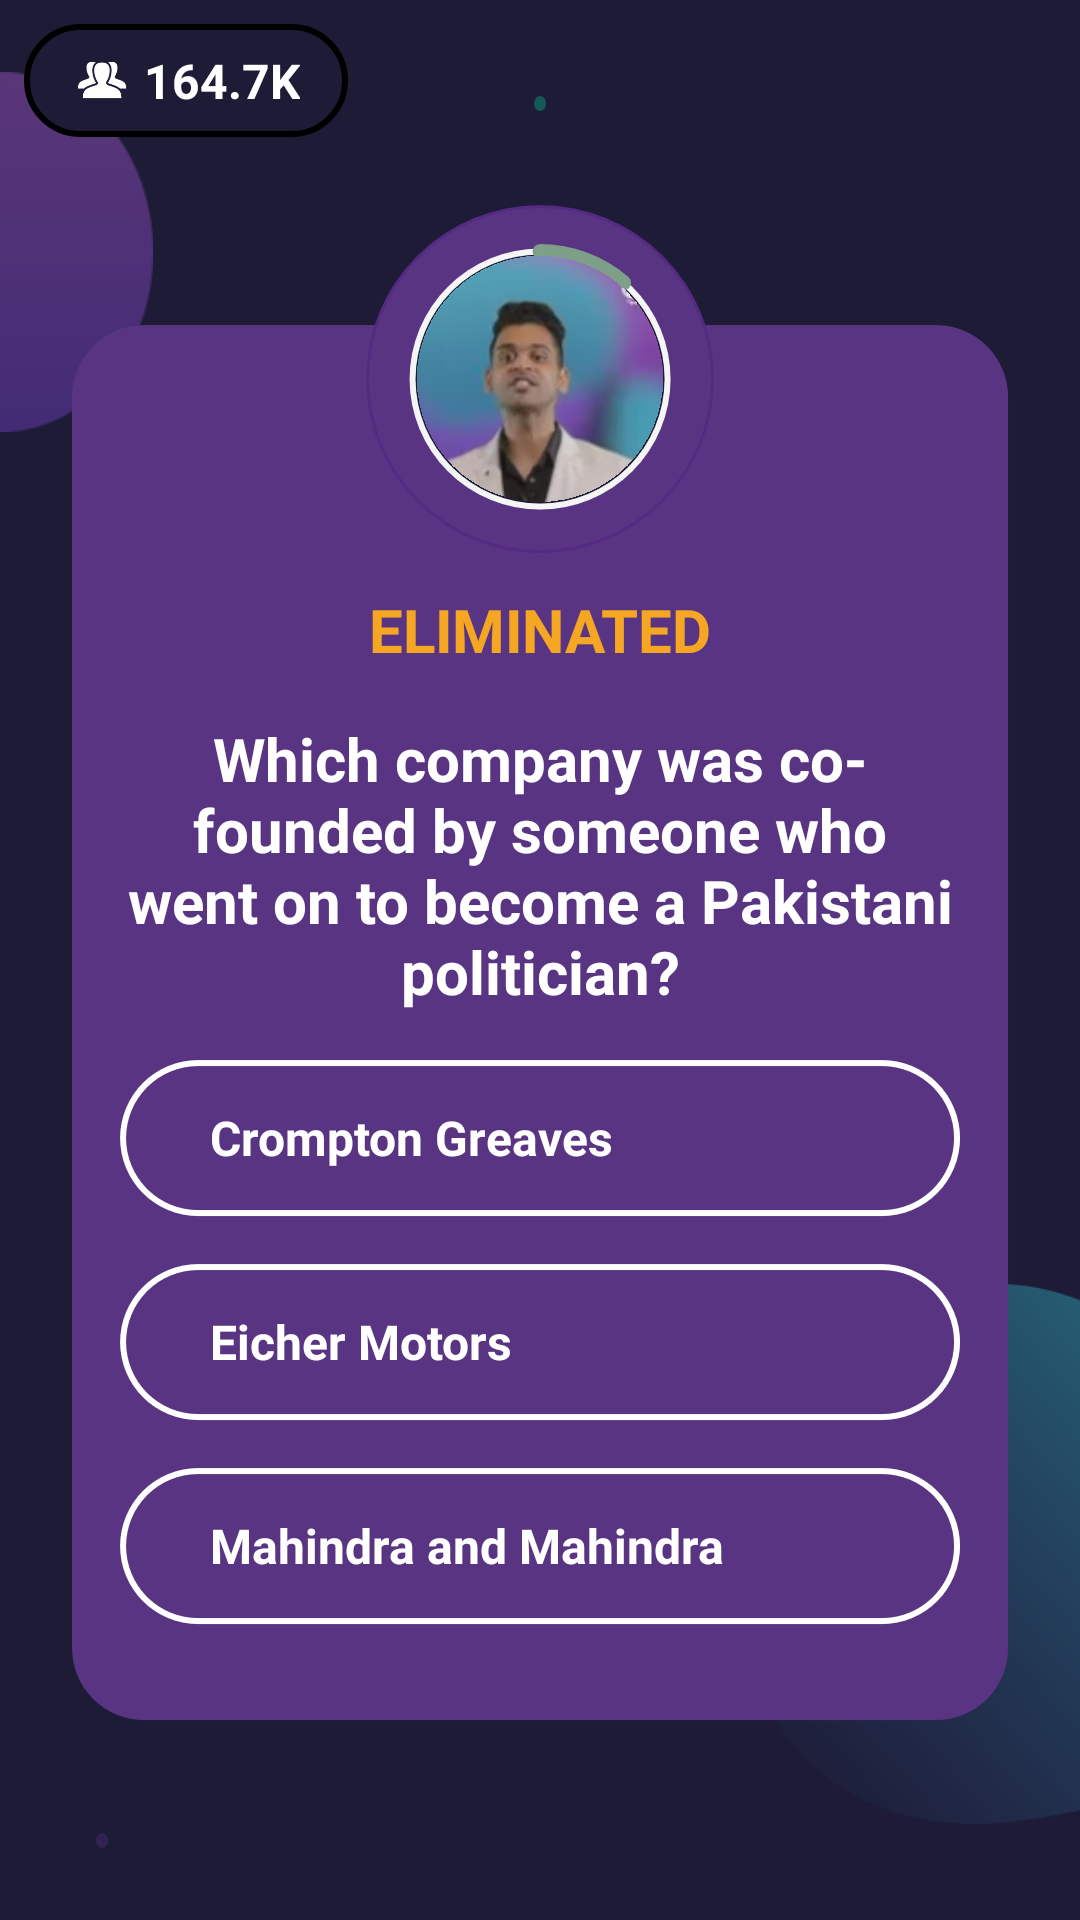 164.7K
ELIMINATED
Which company was co-
founded by someone who
went on to become a Pakistani
politician?
Crompton Greaves
Eicher Motors
Mahindra and Mahindra